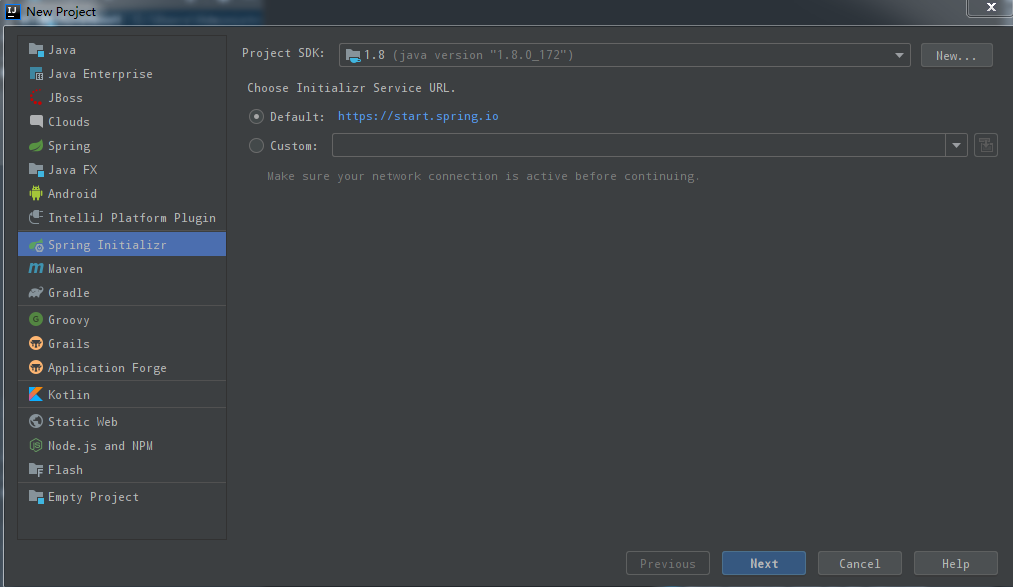 New Project
Java
Java Enterprise
JBoss
Clouds
Spring
Java FX
Android
IntelliJ Platform Plugin
Spring Initializr
Maven
Gradle
Groovy
Grails
Application Forge
Kotlin
Static Web
Node.js and NPM
Flash
Empty Project
Project SDK: 1.8 (java version "1.8.0_172") New...
Choose Initializr Service URL.
Default: https://start.spring.io
Custom:
Make sure your network connection is active before continuing.
Previous Next Cancel Help